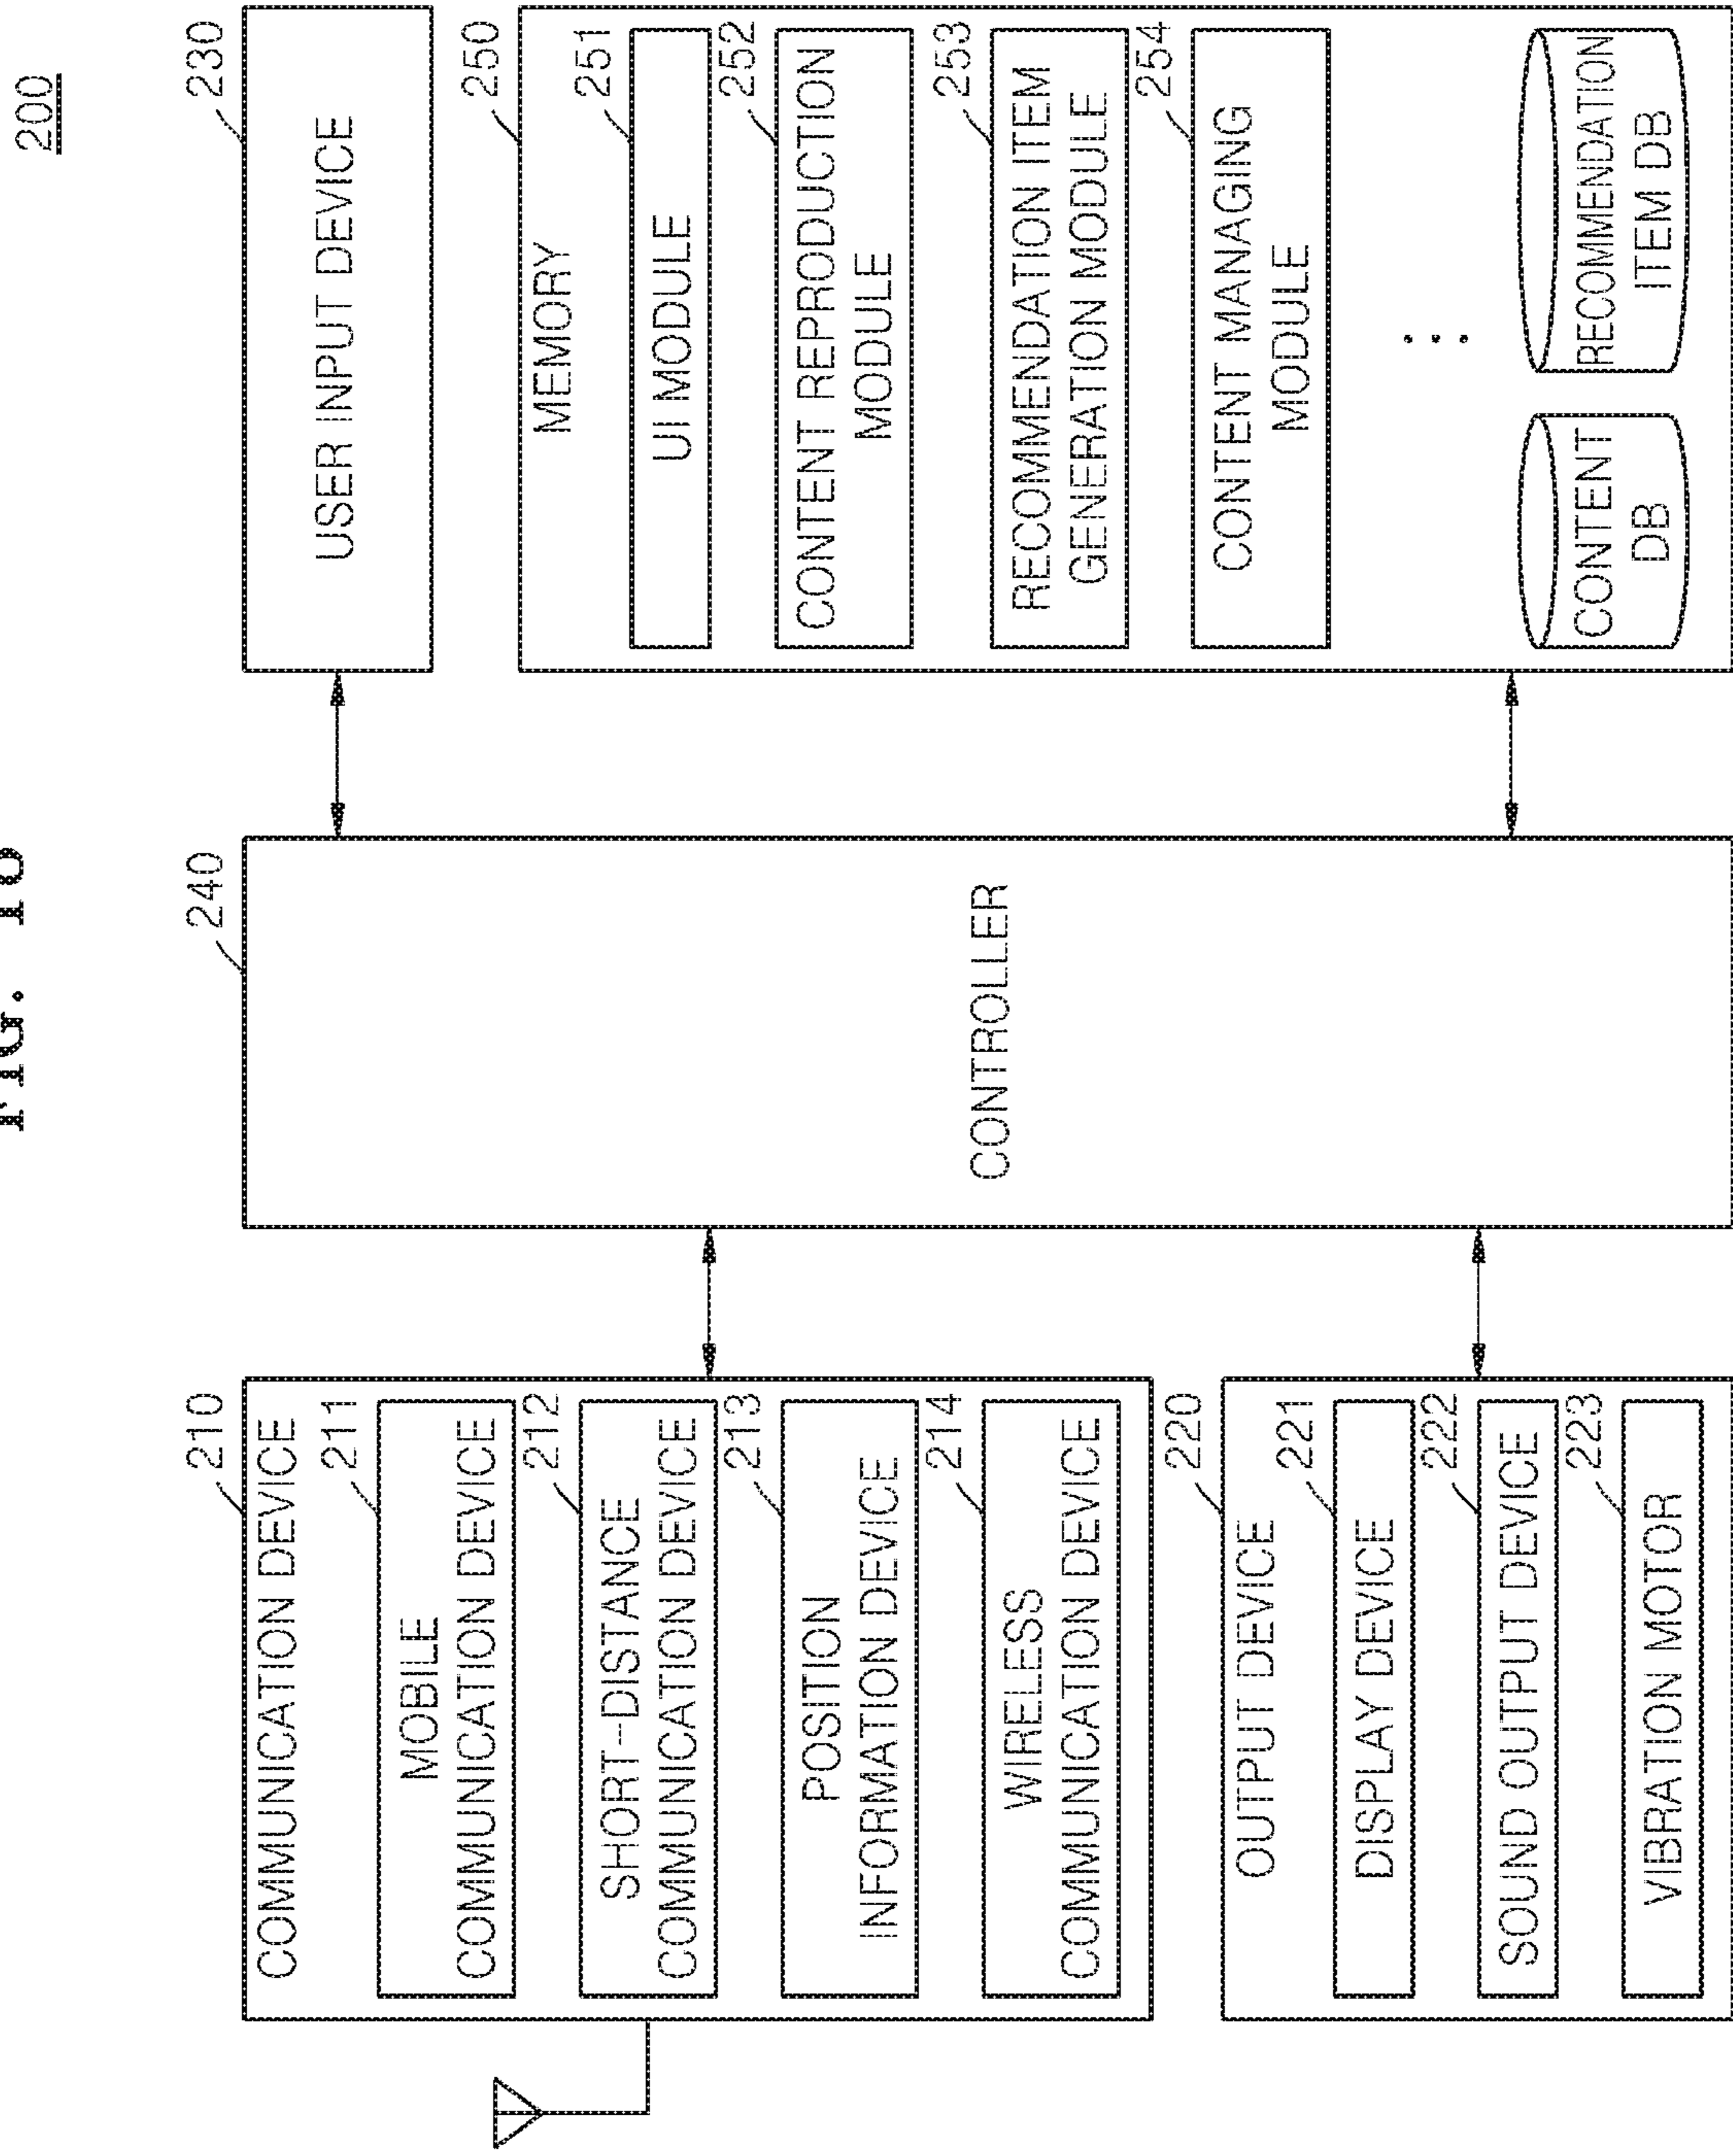 FIG.
200
210
COMMUNICATION DEVICE
211
MOBILE
COMMUNICATION DEVICE
212
SHORT-DISTANCE
COMMUNICATION DEVICE
213
POSITION
INFORMATION DEVICE
214
WIRELESS
COMMUNICATION DEVICE
220
OUTPUT DEVICE
221
DISPLAY DEVICE
222
SOUND OUTPUT DEVICE
223
VIBRATION MOTOR
240
CONTROLLER
230
USER INPUT DEVICE
250
MEMORY
251
UI MODULE
252
CONTENT REPRODUCTION
MODULE
253
RECOMMENDATION ITEM
GENERATION MODULE
254
CONTENT MANAGING
MODULE
...
CONTENT
DB
RECOMMENDATION
ITEM DB